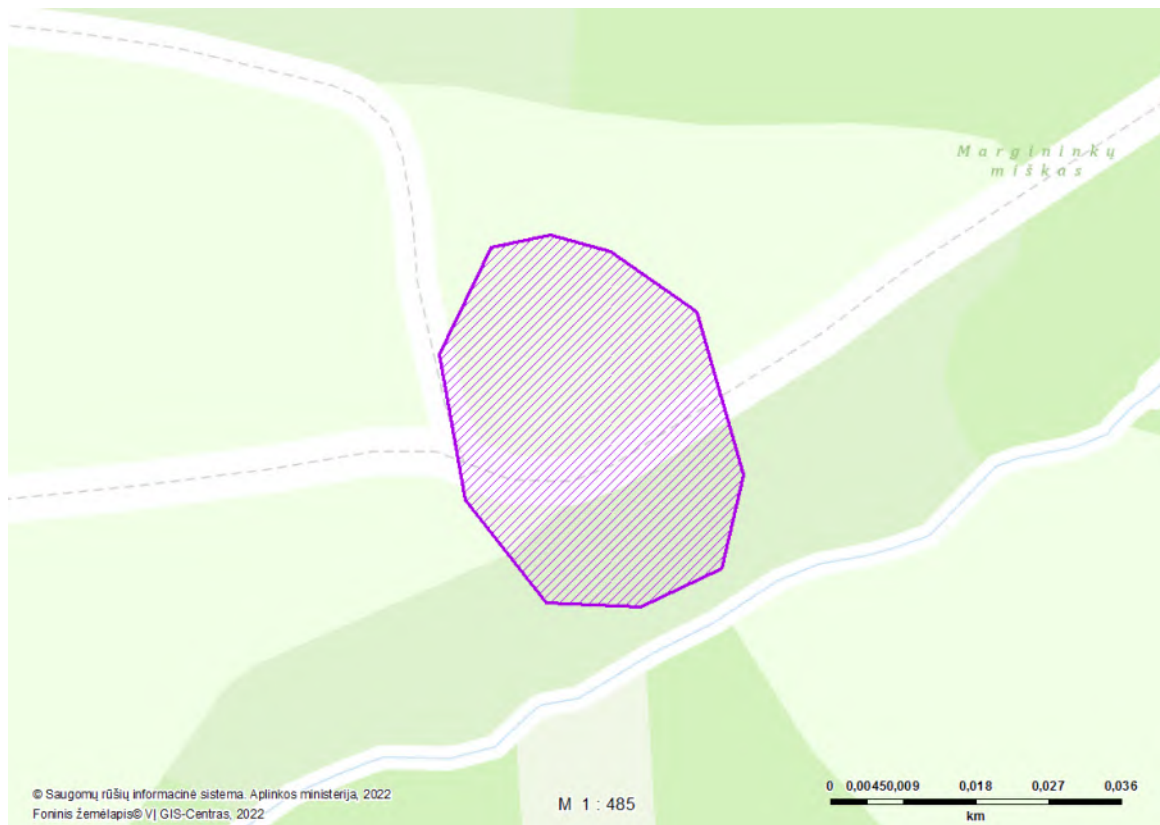 Margininkų
miškas
© Saugomų rūšių informacinė sistema. Aplinkos ministerija, 2022
Foninis žemėlapis© VĮ GIS-Centras, 2022
M 1 : 485
0 0,00450,009 0,018 0,027 0,036
km